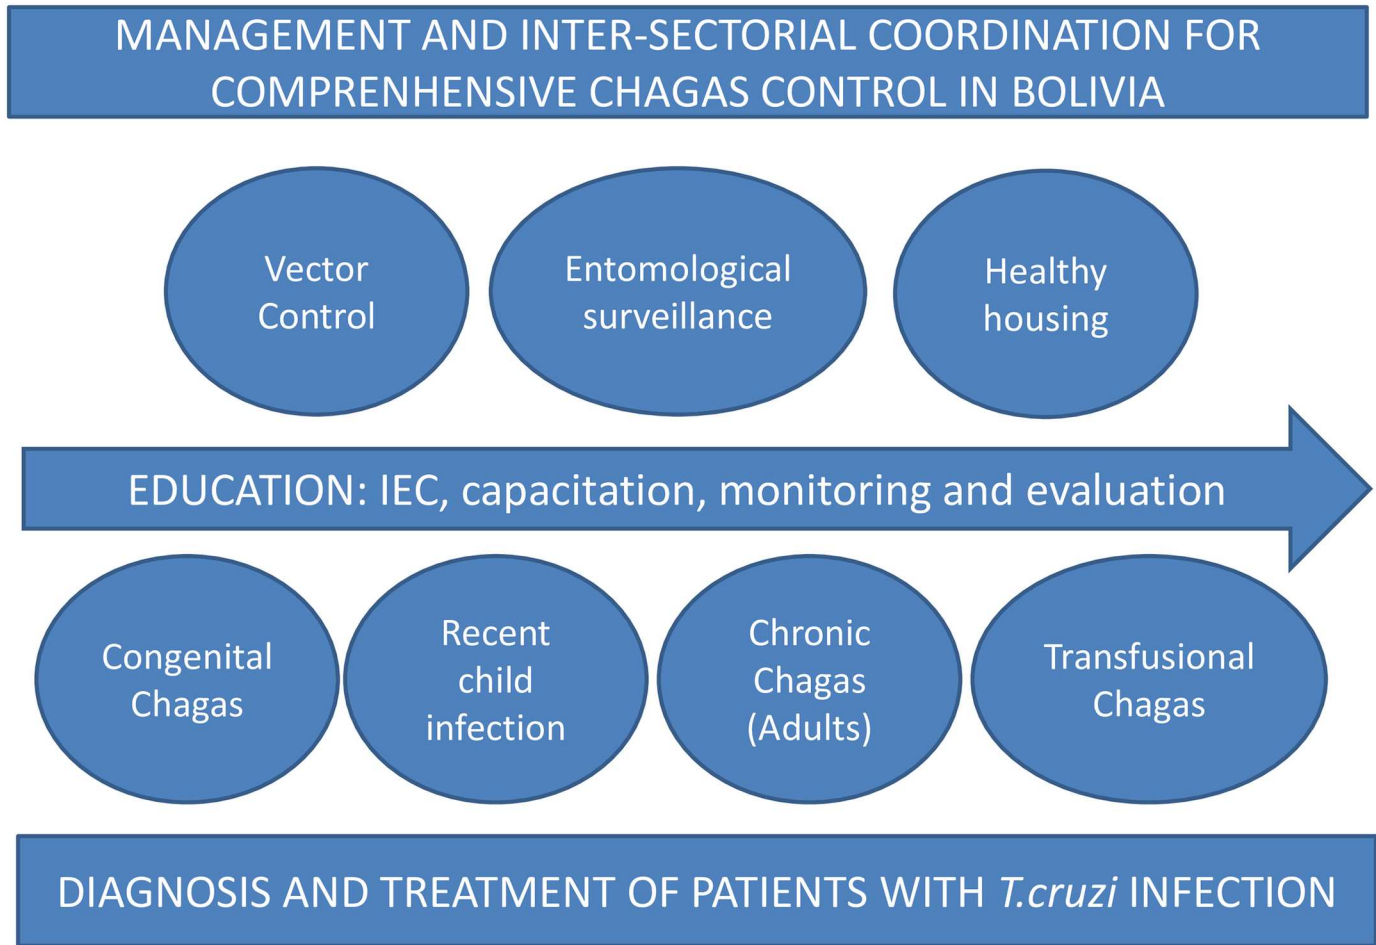 MANAGEMENT AND INTER-SECTORIAL COORDINATION FOR
COMPRENHENSIVE CHAGAS CONTROL IN BOLIVIA
Vector
Control
Entomological
surveillance
Healthy
housing
EDUCATION: IEC, capacitation, monitoring and evaluation
Congenital
Chagas
Recent
child
infection
Chronic
Chagas
(Adults)
Transfusional
Chagas
DIAGNOSIS AND TREATMENT OF PATIENTS WITH T.cruzi INFECTION